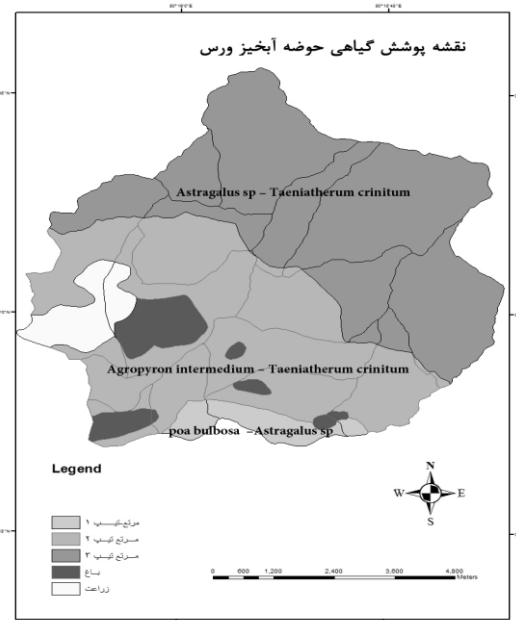 نقشه پوشش گیاهی حوضه آبخیز ورس
Astragalus sp – Taeniatherum crinitum
Agropyron intermedium – Taeniatherum crinitum
poa bulbosa –Astragalus sp
Legend
مرتع تیپ ۱
مرتع تیپ ۲
مرتع تیپ ۳
باغ
زراعت
N
W E
S
0 600 1,200 2,400 3,600 4,800
Meters